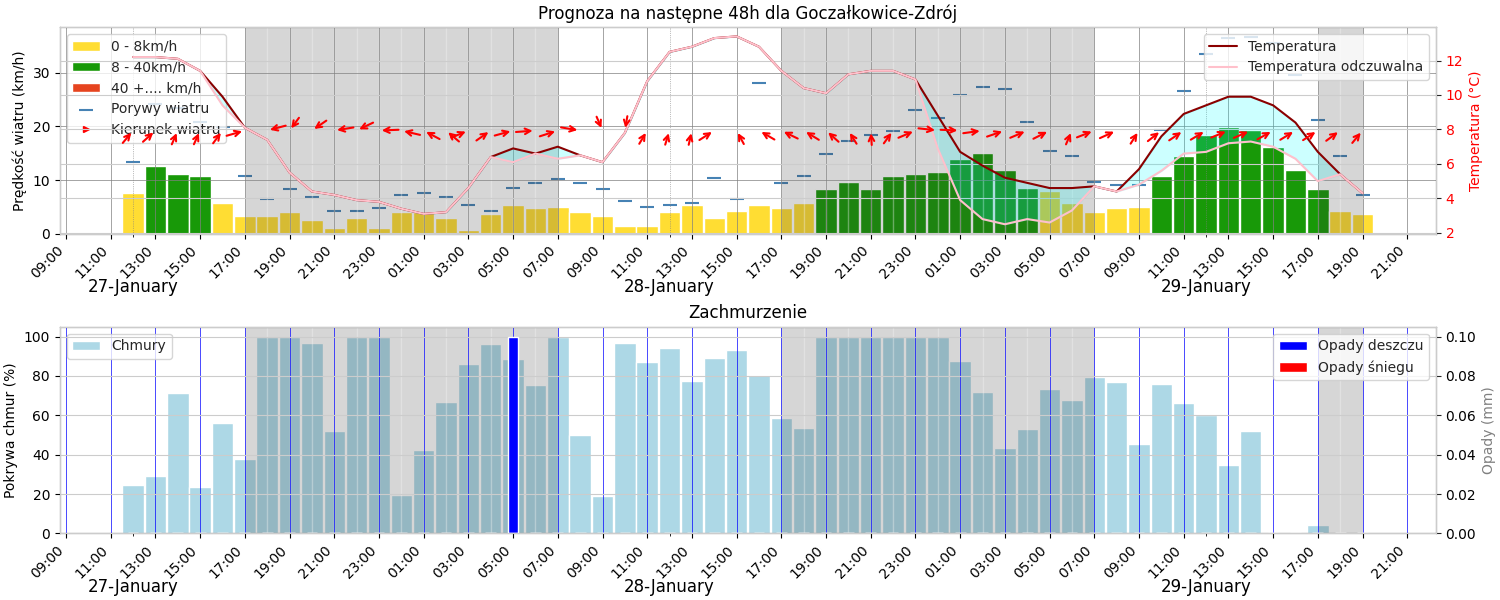 Prognoza na następne 48h dla Goczałkowice-Zdrój
Prędkość wiatru (km/h)
30
20
10
0
0 - 8km/h
8 - 40km/h
40 +.... km/h
Porywy wiatru
Kierunek wiatru
Temperatura
Temperatura odczuwalna
12
10
8
6
4
2
Temperatura (°C)
09:00 11:00 13:00 15:00 17:00 19:00 21:00 23:00 01:00 03:00 05:00 07:00 09:00 11:00 13:00 15:00 17:00 19:00 21:00 23:00 01:00 03:00 05:00 07:00 09:00 11:00 13:00 15:00 17:00 19:00 21:00
27-January 28-January 29-January
Zachmurzenie
Pokrywa chmur (%)
100
80
60
40
20
0
Chmury
Opady deszczu
Opady śniegu
0.10
0.08
0.06
0.04
0.02
0.00
Opady (mm)
09:00 11:00 13:00 15:00 17:00 19:00 21:00 23:00 01:00 03:00 05:00 07:00 09:00 11:00 13:00 15:00 17:00 19:00 21:00 23:00 01:00 03:00 05:00 07:00 09:00 11:00 13:00 15:00 17:00 19:00 21:00
27-January 28-January 29-January